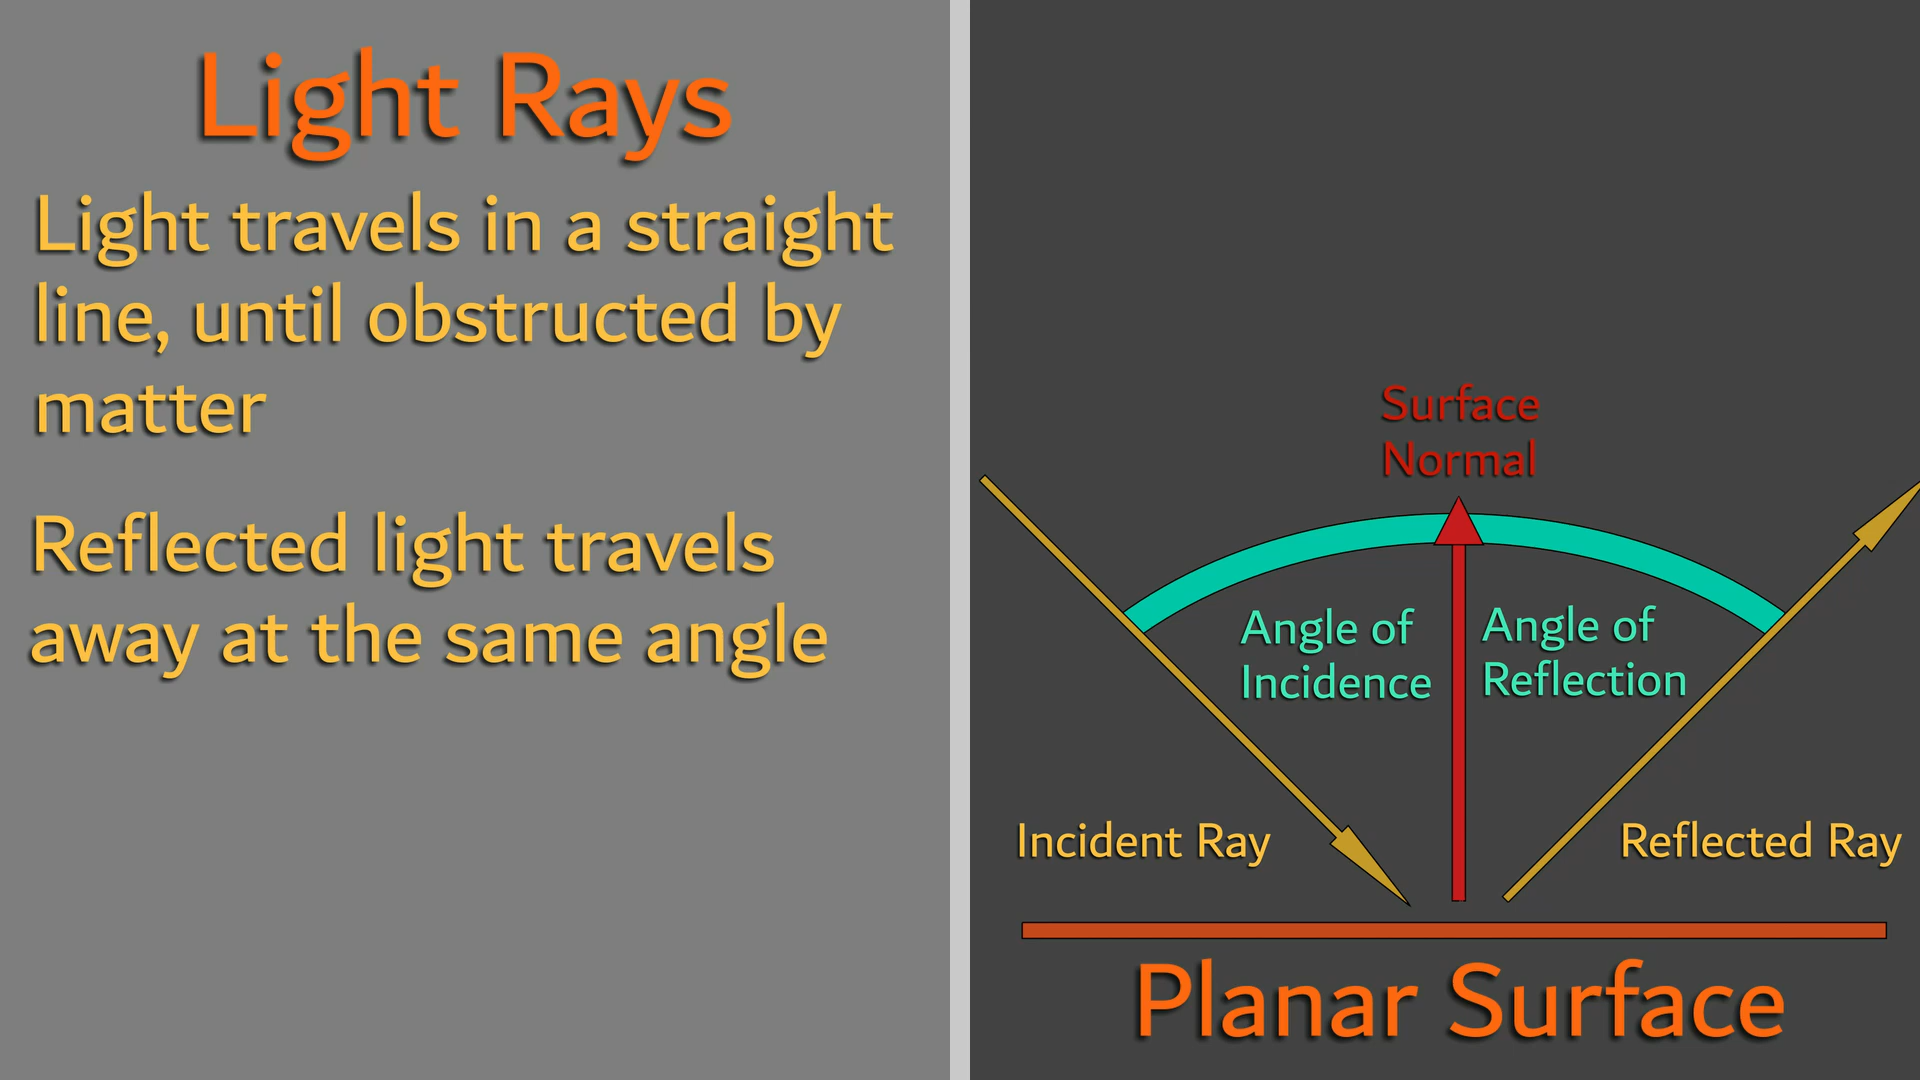 Light Rays
Light travels in a straight
line, until obstructed by
matter
Reflected light travels
away at the same angle
Surface
Normal
Angle of
Incidence
Angle of
Reflection
Incident Ray
Reflected Ray
Planar Surface